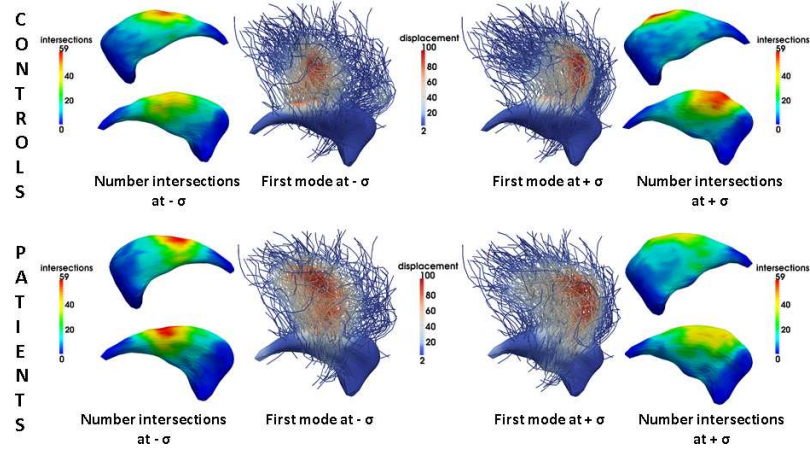 CONTROLS
intersections
59
40
20
0
Number intersections
at - σ
First mode at - σ
displacement
100
80
60
40
20
2
First mode at + σ
Number intersections
at + σ
intersections
59
40
20
0
PATIENTS
intersections
59
40
20
0
Number intersections
at - σ
First mode at - σ
displacement
100
80
60
40
20
2
First mode at + σ
Number intersections
at + σ
intersections
59
40
20
0